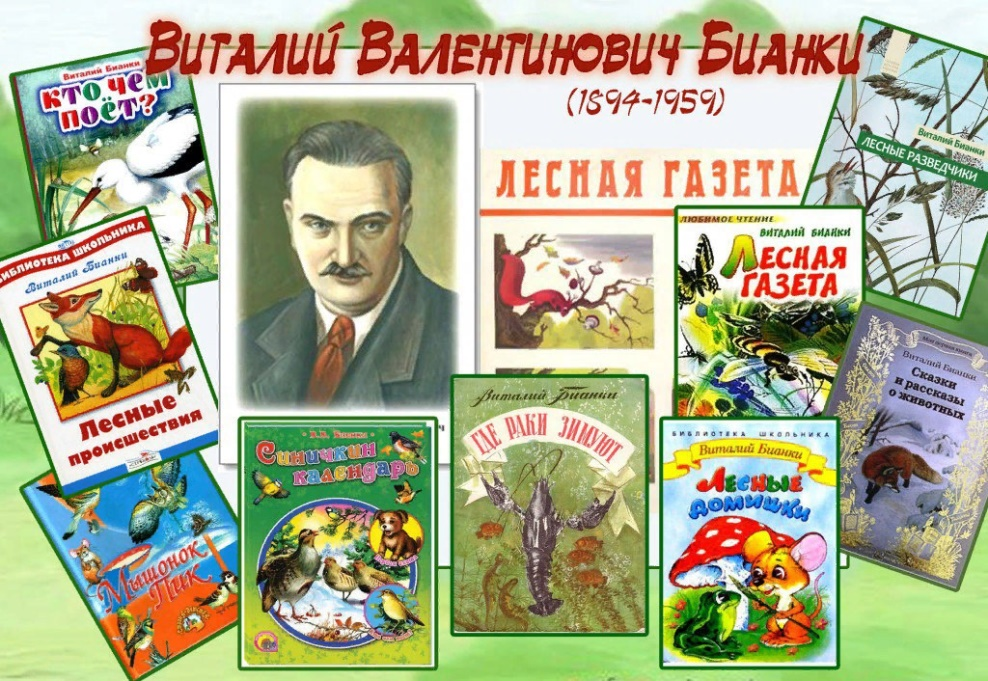 Виталий Валентинович Бианки
(1894-1959)
Виталий Бианки
КТО ЧЕМ
ПОЁТ?
ЛЕСНАЯ ГАЗЕТА
Виталий Бианки
ЛЕСНЫЕ РАЗВЕДЧИКИ
БИБЛИОТЕКА ШКОЛЬНИКА
Виталий Бианки
Лесные
происшествия
ЛЮБИМОЕ ЧТЕНИЕ
ВИТАЛИЙ БИАНКИ
ЛЕСНАЯ
ГАЗЕТА
Виталий Бианки
Сказки
и рассказы
о животных
Мышонок
Пик
В.В. Бианки
Синичкин
календарь
Виталий Бианки
ГДЕ РАКИ ЗИМУЮТ
БИБЛИОТЕКА ШКОЛЬНИКА
Виталий Бианки
Лесные
домишки